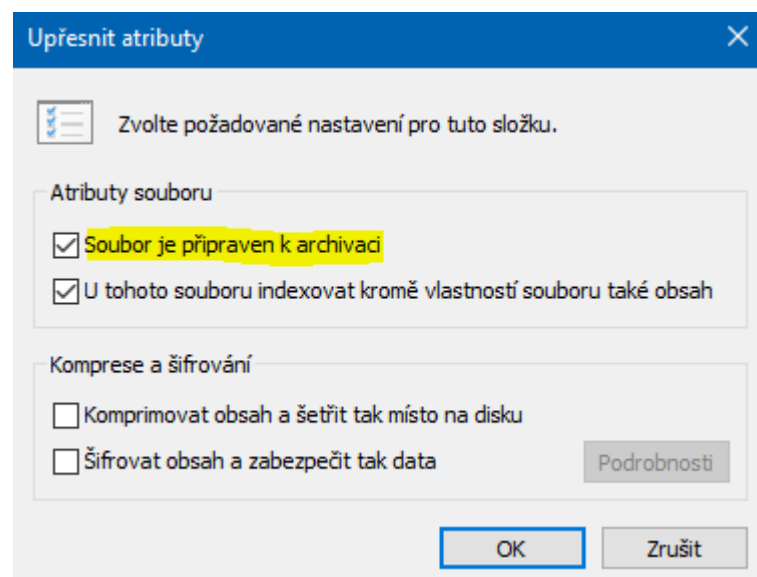 Upřesnit atributy
Zvolte požadované nastavení pro tuto složku.
Atributy souboru
Soubor je připraven k archivaci
U tohoto souboru indexovat kromě vlastností souboru také obsah
Komprese a šifrování
Komprimovat obsah a šetřit tak místo na disku
Šifrovat obsah a zabezpečit tak data
Podrobnosti
OK
Zrušit